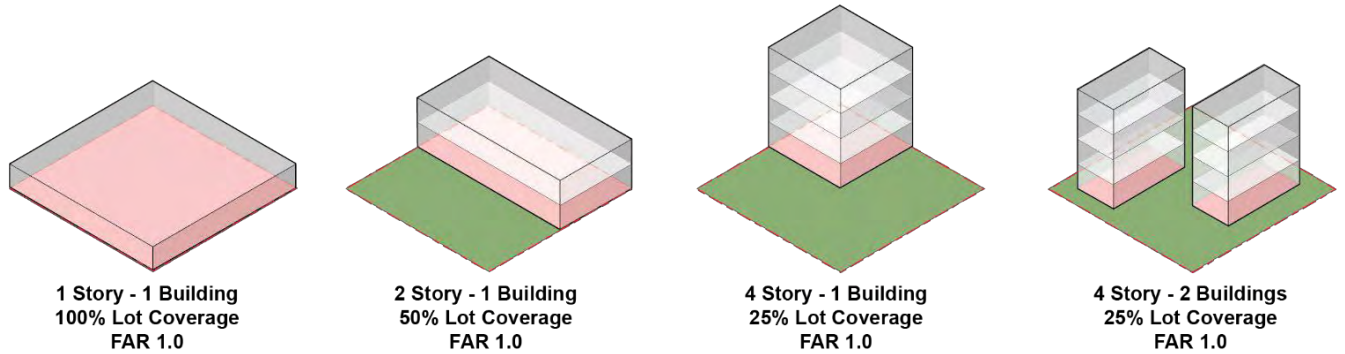 1 Story - 1 Building
100% Lot Coverage
FAR 1.0
2 Story - 1 Building
50% Lot Coverage
FAR 1.0
4 Story - 1 Building
25% Lot Coverage
FAR 1.0
4 Story - 2 Buildings
25% Lot Coverage
FAR 1.0